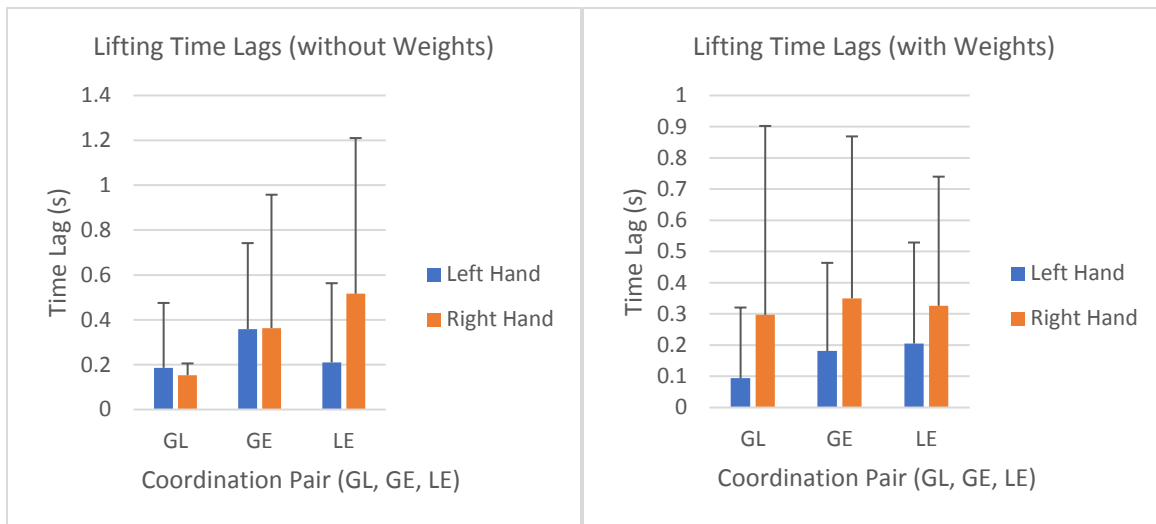 Lifting Time Lags (without Weights)
1.4
1.2
1
0.8
0.6
0.4
0.2
0
Time Lag (s)
GL GE LE
Coordination Pair (GL, GE, LE)
Left Hand
Right Hand
Lifting Time Lags (with Weights)
1
0.9
0.8
0.7
0.6
0.5
0.4
0.3
0.2
0.1
0
Time Lag (s)
GL GE LE
Coordination Pair (GL, GE, LE)
Left Hand
Right Hand